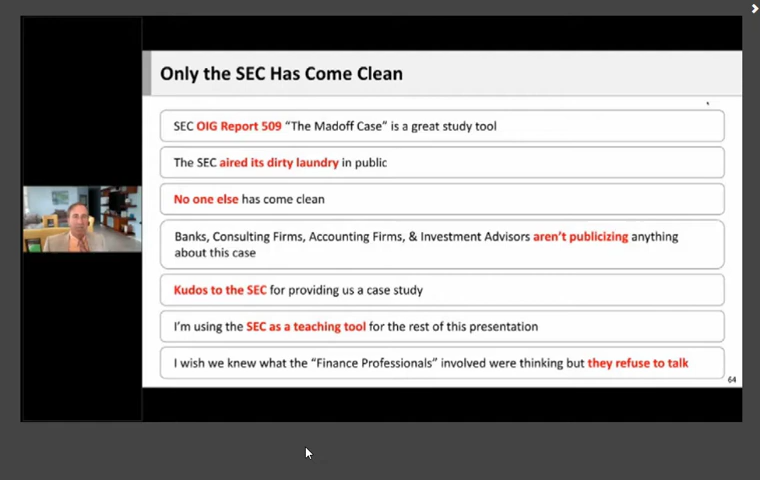 Only the SEC Has Come Clean
SEC OIG Report 509 “The Madoff Case” is a great study tool
The SEC aired its dirty laundry in public
No one else has come clean
Banks, Consulting Firms, Accounting Firms, & Investment Advisors aren’t publicizing anything
about this case
Kudos to the SEC for providing us a case study
I’m using the SEC as a teaching tool for the rest of this presentation
I wish we knew what the “Finance Professionals” involved were thinking but they refuse to talk
64